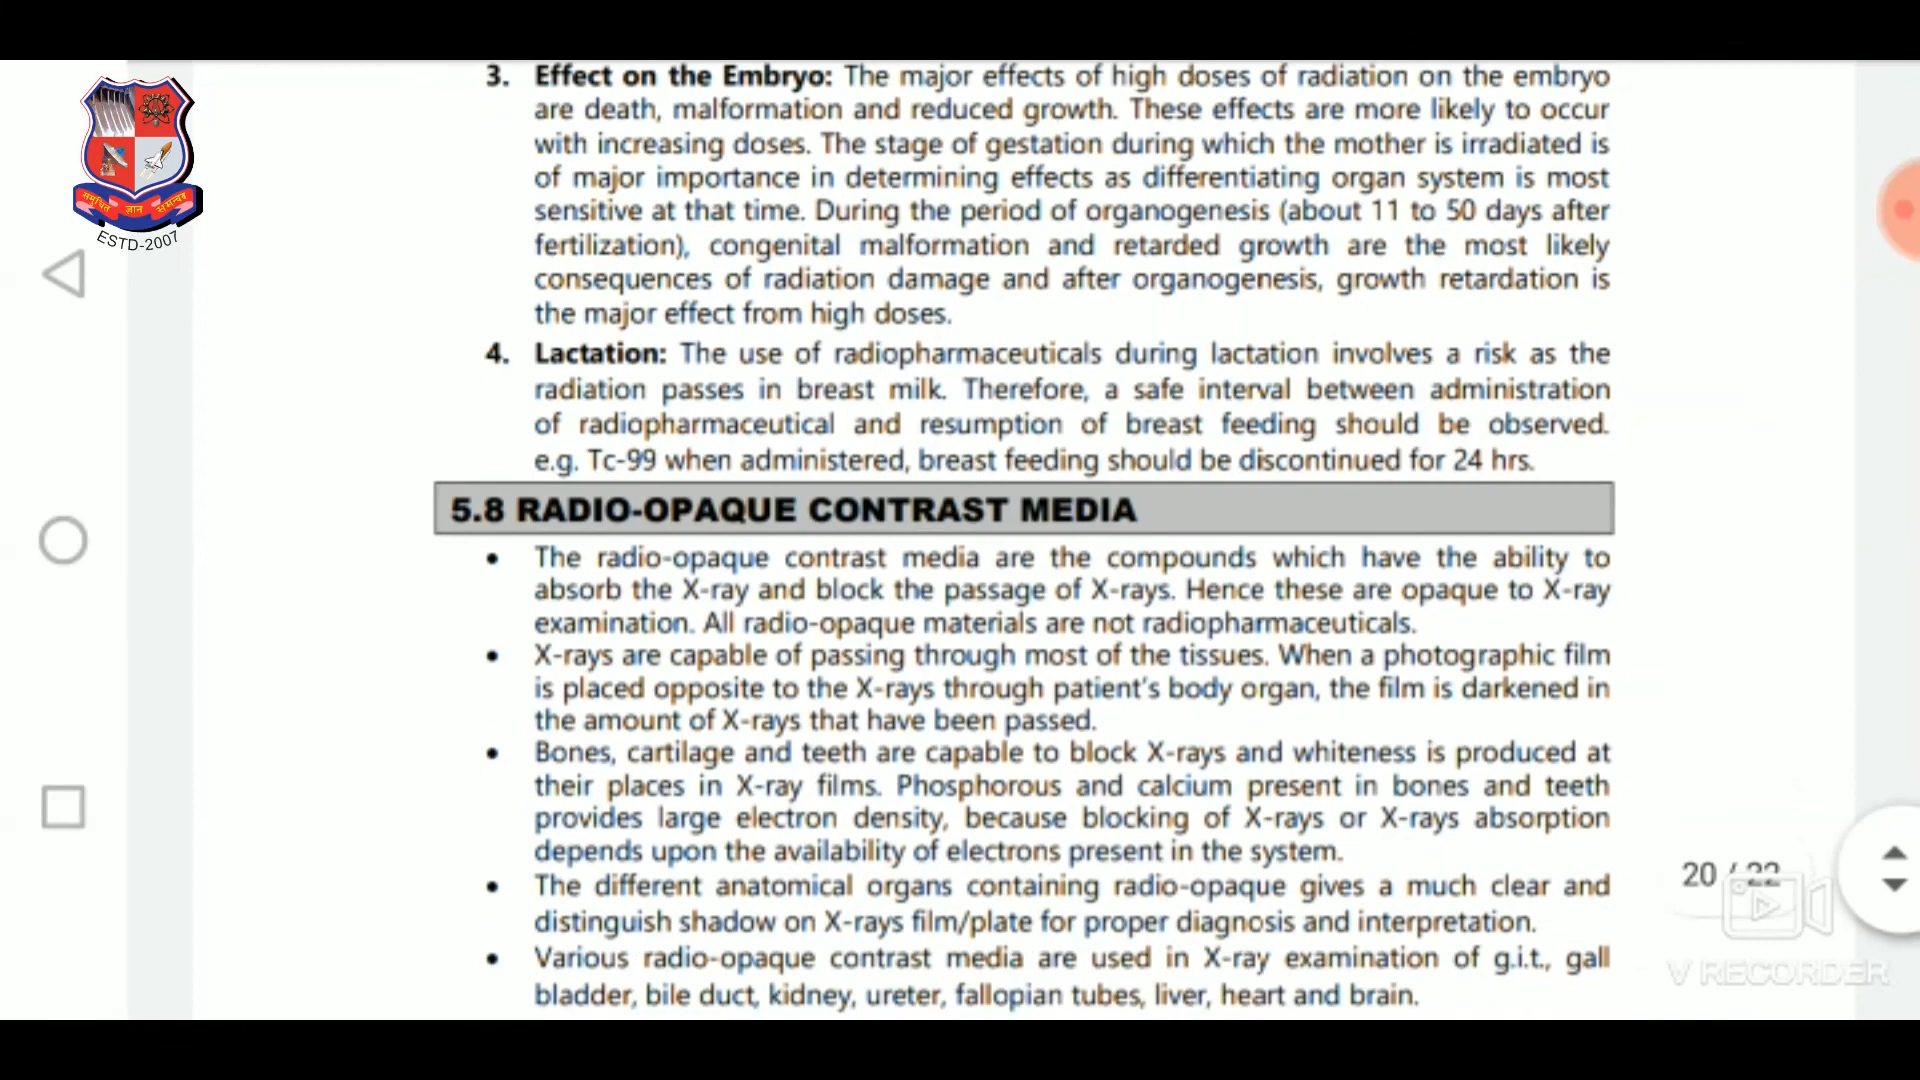 3. Effect on the Embryo: The major effects of high doses of radiation on the embryo
are death, malformation and reduced growth. These effects are more likely to occur
with increasing doses. The stage of gestation during which the mother is irradiated is
of major importance in determining effects as differentiating organ system is most
sensitive at that time. During the period of organogenesis (about 11 to 50 days after
fertilization), congenital malformation and retarded growth are the most likely
consequences of radiation damage and after organogenesis, growth retardation is
the major effect from high doses.
समुचित ज्ञान समन्वय
ESTD-2007
4. Lactation: The use of radiopharmaceuticals during lactation involves a risk as the
radiation passes in breast milk. Therefore, a safe interval between administration
of radiopharmaceutical and resumption of breast feeding should be observed.
e.g. Tc-99 when administered, breast feeding should be discontinued for 24 hrs.
5.8 RADIO-OPAQUE CONTRAST MEDIA
• The radio-opaque contrast media are the compounds which have the ability to
absorb the X-ray and block the passage of X-rays. Hence these are opaque to X-ray
examination. All radio-opaque materials are not radiopharmaceuticals.
• X-rays are capable of passing through most of the tissues. When a photographic film
is placed opposite to the X-rays through patient's body organ, the film is darkened in
the amount of X-rays that have been passed.
• Bones, cartilage and teeth are capable to block X-rays and whiteness is produced at
their places in X-ray films. Phosphorous and calcium present in bones and teeth
provides large electron density, because blocking of X-rays or X-rays absorption
depends upon the availability of electrons present in the system.
• The different anatomical organs containing radio-opaque gives a much clear and
distinguish shadow on X-rays film/plate for proper diagnosis and interpretation.
• Various radio-opaque contrast media are used in X-ray examination of g.i.t., gall
bladder, bile duct, kidney, ureter, fallopian tubes, liver, heart and brain.
20 / 22
V RECORDER